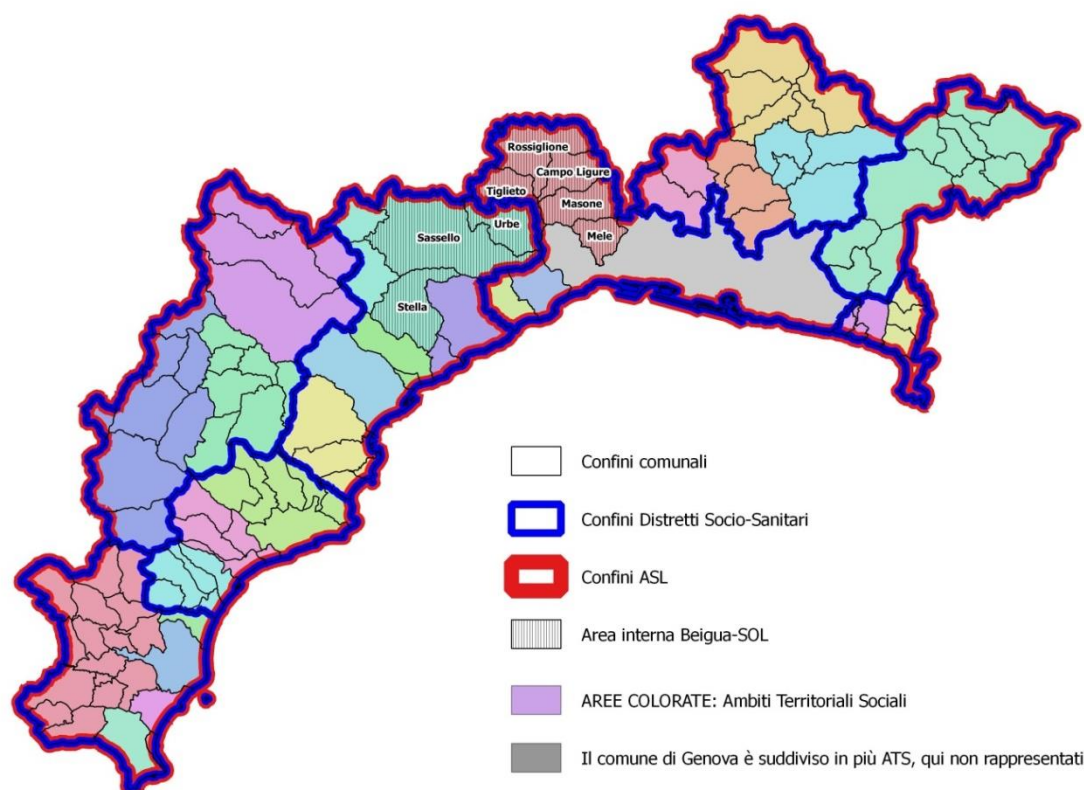 Rossiglione
Campo Ligure
Tiglieto
Masone
Urbe
Mele
Sassello
Stella
Confini comunali
Confini Distretti Socio-Sanitari
Confini ASL
Area interna Beigua-SOL
AREE COLORATE: Ambiti Territoriali Sociali
Il comune di Genova è suddiviso in più ATS, qui non rappresentati